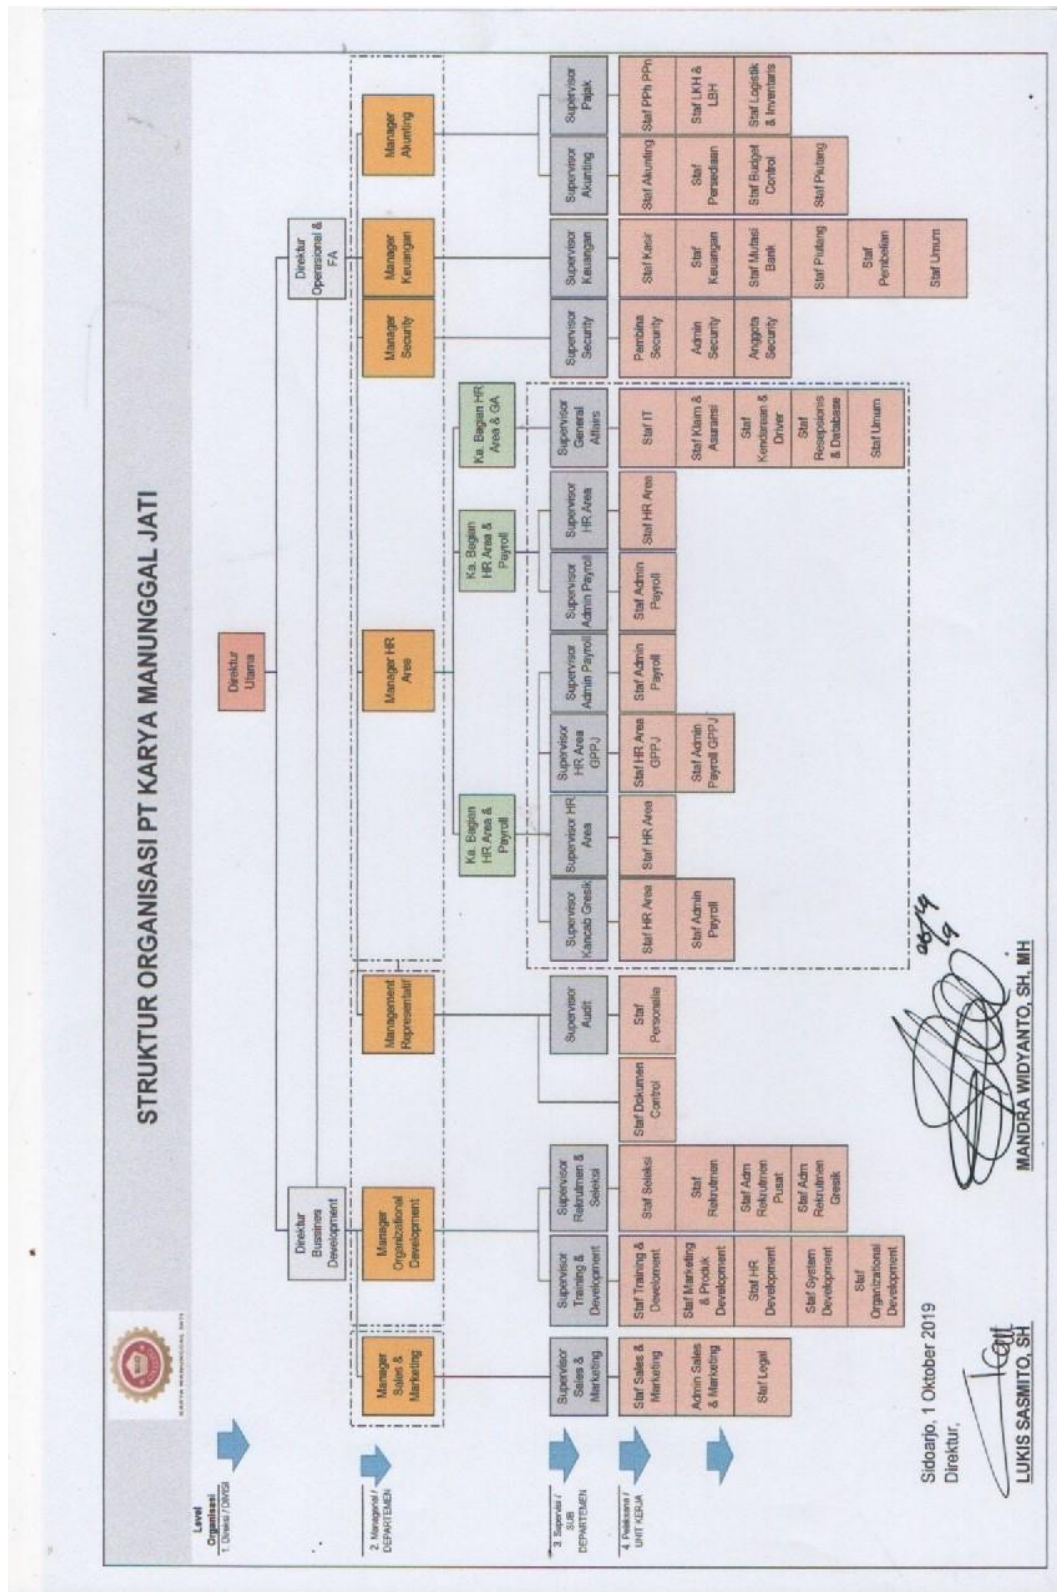 STRUKTUR ORGANISASI PT KARYA MANUNGGAL JATI
KARYA MANUNGGAL JATI
Level
Organisasi
1. Direksi / DIVISI
Direktur
Utama
Direktur
Bussines
Development
Direktur
Operasional &
FA
2. Managerial /
DEPARTEMEN
Manager
Sales &
Marketing
Manager
Organizational
Development
Management
Representatif
Manager HR
Area
Manager
Security
Manager
Keuangan
Manager
Akunting
Ka. Bagian
HR Area &
Payroll
Ka. Bagian
HR Area &
Payroll
Ka. Bagian HR
Area & GA
3. Supervisi /
SUB
DEPARTEMEN
Supervisor
Sales &
Marketing
Supervisor
Training &
Development
Supervisor
Rekrutmen &
Seleksi
Supervisor
Audit
Supervisor
Kancab Gresik
Supervisor HR
Area
Supervisor
HR Area
GPPJ
Supervisor
Admin Payroll
Supervisor
Admin Payroll
Supervisor
HR Area
Supervisor
General
Affairs
Supervisor
Security
Supervisor
Keuangan
Supervisor
Akunting
Supervisor
Pajak
4. Pelaksana /
UNIT KERJA
Staf Sales &
Marketing
Admin Sales
& Marketing
Staf Legal
Staf Training &
Develoment
Staf Marketing
& Produk
Development
Staf HR
Development
Staf System
Development
Staf
Organizational
Development
Staf Seleksi
Staf
Rekrutmen
Staf Adm
Rekrutmen
Pusat
Staf Adm
Rekrutmen
Gresik
Staf Dokumen
Control
Staf
Personalia
Staf HR Area
Staf Admin
Payroll
Staf HR Area
Staf HR Area
GPPJ
Staf Admin
Payroll GPPJ
Staf Admin
Payroll
Staf Admin
Payroll
Staf HR Area
Staf IT
Staf Klaim &
Asuransi
Staf
Kendaraan &
Driver
Staf
Resepsionis
& Database
Staf Umum
Pembina
Security
Admin
Security
Anggota
Security
Staf Kasir
Staf
Keuangan
Staf Mutasi
Bank
Staf Piutang
Staf
Pembelian
Staf Umum
Staf Akunting
Staf
Persediaan
Staf Budget
Control
Staf Piutang
Staf PPh PPn
Staf LKH &
LBH
Staf Logistik
& Inventaris
Sidoarjo, 1 Oktober 2019
Direktur,
LUKIS SASMITO, SH
MANDRA WIDYANTO, SH, MH